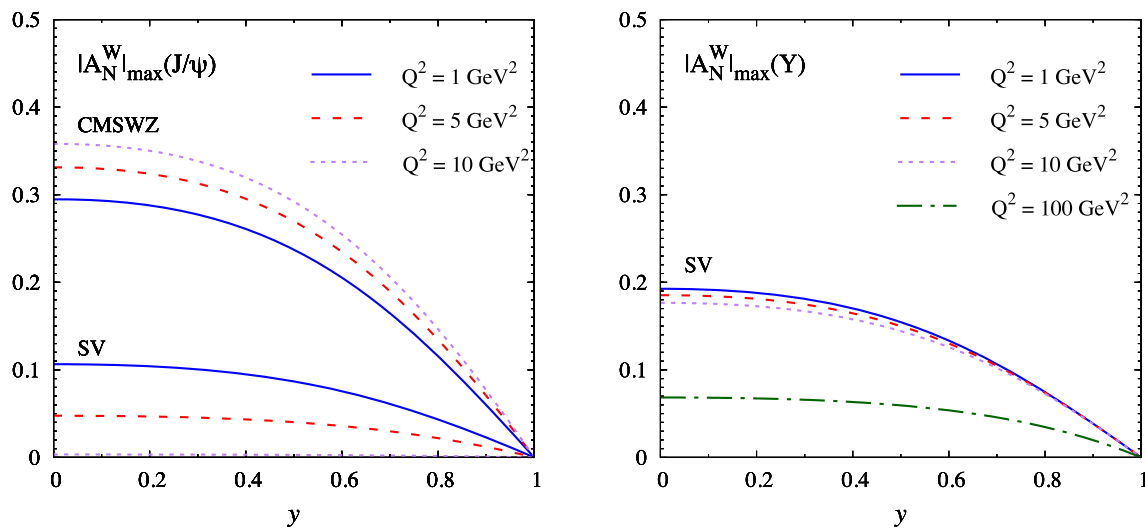 0.5
0.4
0.3
0.2
0.1
0
0
0.2
0.4
0.6
0.8
1
y
|A_N^W|_max(J/ψ)
Q² = 1 GeV²
Q² = 5 GeV²
Q² = 10 GeV²
CMSWZ
SV
0.5
0.4
0.3
0.2
0.1
0
0
0.2
0.4
0.6
0.8
1
y
|A_N^W|_max(Υ)
Q² = 1 GeV²
Q² = 5 GeV²
Q² = 10 GeV²
Q² = 100 GeV²
SV